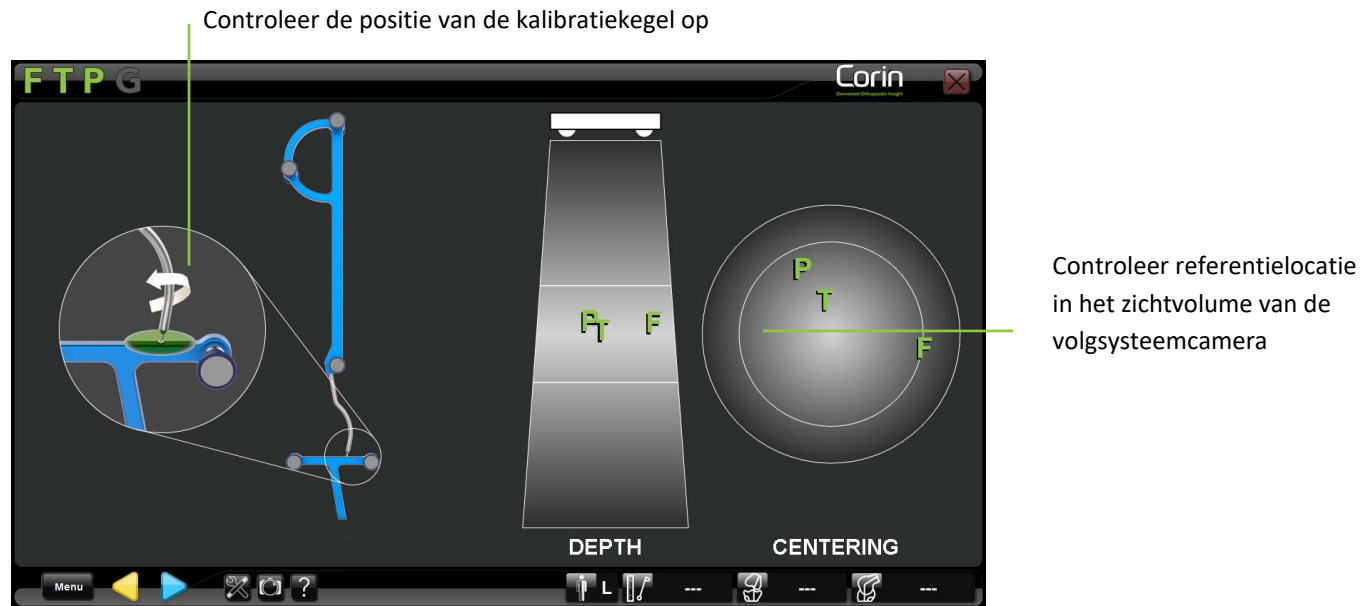 Controleer de positie van de kalibratiekegel op
F T P G
Corin
Connected Orthopaedic Insight
P
T
F
P
T
F
Controleer referentielocatie
in het zichtvolume van de
volgsysteemcamera
DEPTH
CENTERING
Menu
?
L
---
---
---